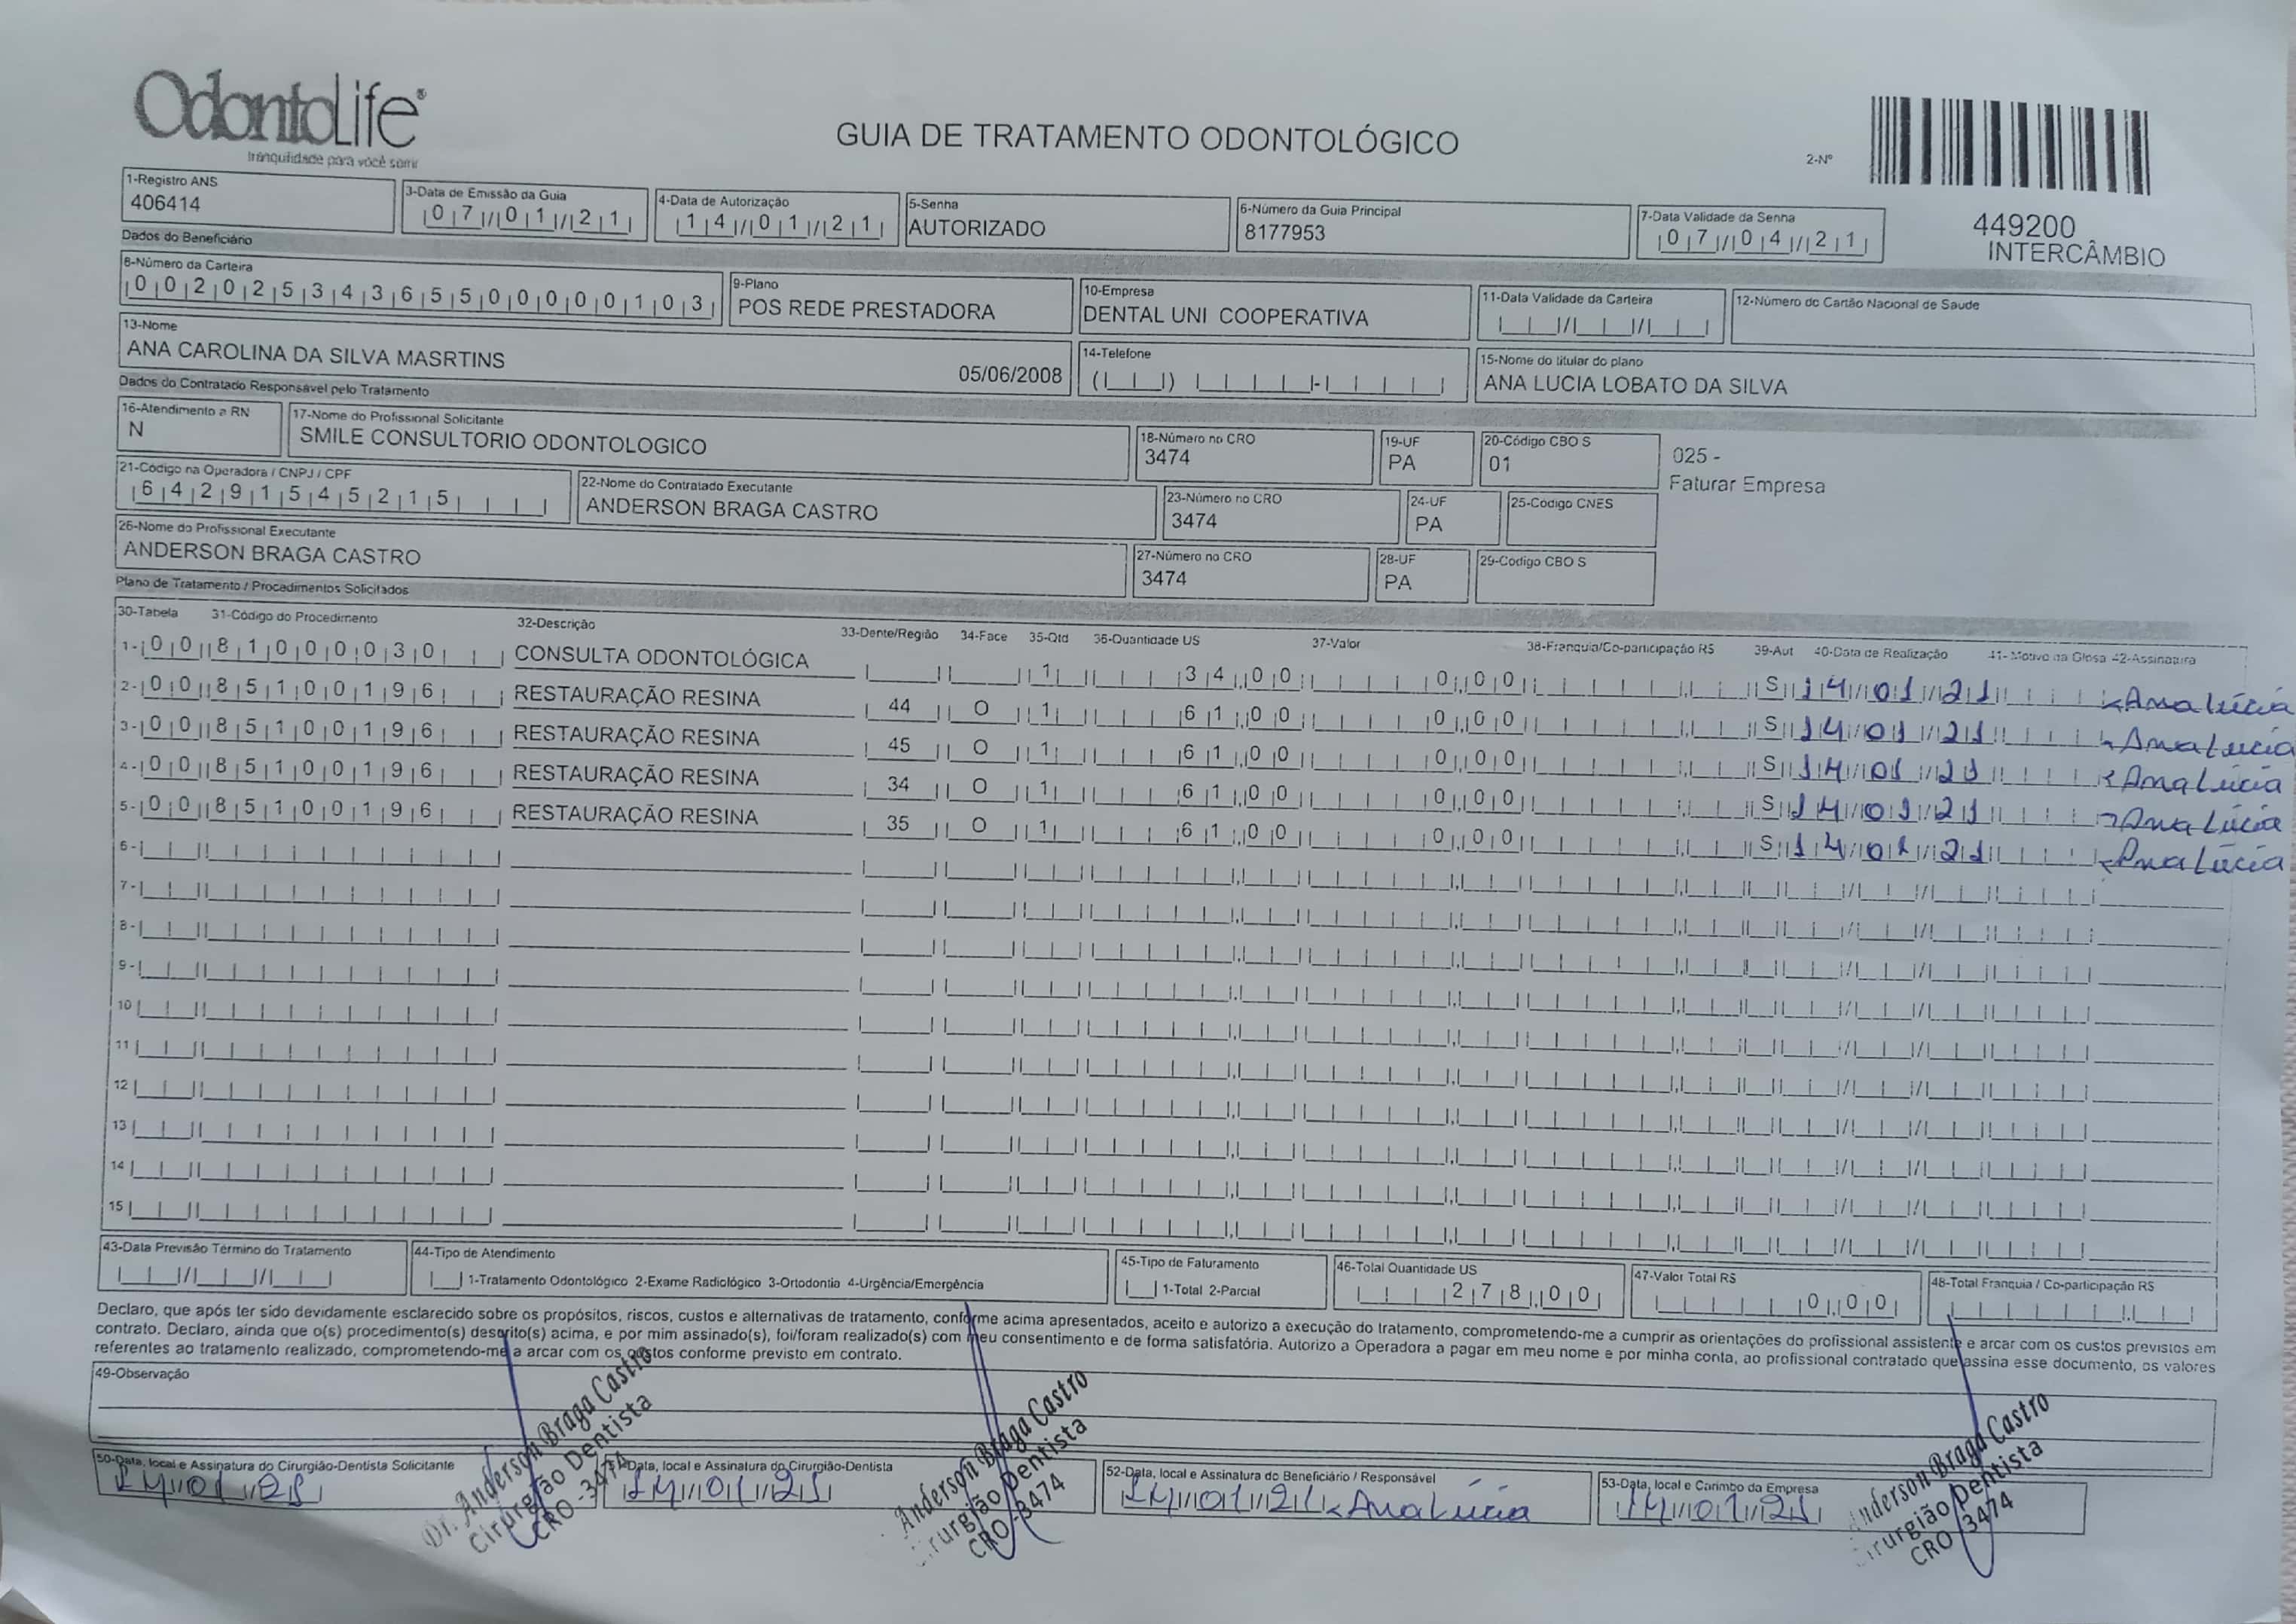 OdontoLife®
tranquilidade para você sorrir
GUIA DE TRATAMENTO ODONTOLÓGICO
2-Nº
449200
INTERCÂMBIO
1-Registro ANS
406414
3-Data de Emissão da Guia
07/01/21
4-Data de Autorização
14/01/21
5-Senha
AUTORIZADO
6-Número da Guia Principal
8177953
7-Data Validade da Senha
07/04/21
Dados do Beneficiário
8-Número da Carteira
00202534365500000103
9-Plano
POS REDE PRESTADORA
10-Empresa
DENTAL UNI COOPERATIVA
11-Data Validade da Carteira
12-Número do Cartão Nacional de Saude
13-Nome
ANA CAROLINA DA SILVA MASRTINS
05/06/2008
14-Telefone
15-Nome do titular do plano
ANA LUCIA LOBATO DA SILVA
Dados do Contratado Responsável pelo Tratamento
16-Atendimento a RN
N
17-Nome do Profissional Solicitante
SMILE CONSULTORIO ODONTOLOGICO
18-Número no CRO
3474
19-UF
PA
20-Código CBO S
01
025 -
Faturar Empresa
21-Código na Operadora / CNPJ / CPF
64291545215
22-Nome do Contratado Executante
ANDERSON BRAGA CASTRO
23-Número no CRO
3474
24-UF
PA
25-Código CNES
26-Nome do Profissional Executante
ANDERSON BRAGA CASTRO
27-Número no CRO
3474
28-UF
PA
29-Código CBO S
Plano de Tratamento / Procedimentos Solicitados
30-Tabela 31-Código do Procedimento 32-Descrição 33-Dente/Região 34-Face 35-Qtd 36-Quantidade US 37-Valor 38-Franquia/Co-participação R$ 39-Aut 40-Data de Realização 41-Motivo da Glosa 42-Assinatura
1- 00 81000030 CONSULTA ODONTOLÓGICA 1 34,00 0,00 S 14/01/21 Ana Lúcia
2- 00 85100196 RESTAURAÇÃO RESINA 44 O 1 61,00 0,00 S 14/01/21 Ana Lúcia
3- 00 85100196 RESTAURAÇÃO RESINA 45 O 1 61,00 0,00 S 14/01/21 Ana Lúcia
4- 00 85100196 RESTAURAÇÃO RESINA 34 O 1 61,00 0,00 S 14/01/21 Ana Lúcia
5- 00 85100196 RESTAURAÇÃO RESINA 35 O 1 61,00 0,00 S 14/01/21 Ana Lúcia
6-
7-
8-
9-
10
11
12
13
14
15
43-Data Previsão Término do Tratamento
44-Tipo de Atendimento
1-Tratamento Odontológico 2-Exame Radiológico 3-Ortodontia 4-Urgência/Emergência
45-Tipo de Faturamento
1-Total 2-Parcial
46-Total Quantidade US
278,00
47-Valor Total R$
0,00
48-Total Franquia / Co-participação R$
Declaro, que após ter sido devidamente esclarecido sobre os propósitos, riscos, custos e alternativas de tratamento, conforme acima apresentados, aceito e autorizo a execução do tratamento, comprometendo-me a cumprir as orientações do profissional assistente e arcar com os custos previstos em
contrato. Declaro, ainda que o(s) procedimento(s) descrito(s) acima, e por mim assinado(s), foi/foram realizado(s) com meu consentimento e de forma satisfatória. Autorizo a Operadora a pagar em meu nome e por minha conta, ao profissional contratado que assina esse documento, os valores
referentes ao tratamento realizado, comprometendo-me a arcar com os custos conforme previsto em contrato.
49-Observação
50-Data, local e Assinatura do Cirurgião-Dentista Solicitante
14/01/21
Dr. Anderson Braga Castro
Cirurgião Dentista
CRO-3474
51-Data, local e Assinatura do Cirurgião-Dentista
14/01/21
Anderson Braga Castro
Cirurgião Dentista
CRO-3474
52-Data, local e Assinatura do Beneficiário / Responsável
14/01/21 Ana Lúcia
53-Data, local e Carimbo da Empresa
14/01/21
Anderson Braga Castro
Cirurgião Dentista
CRO 3474